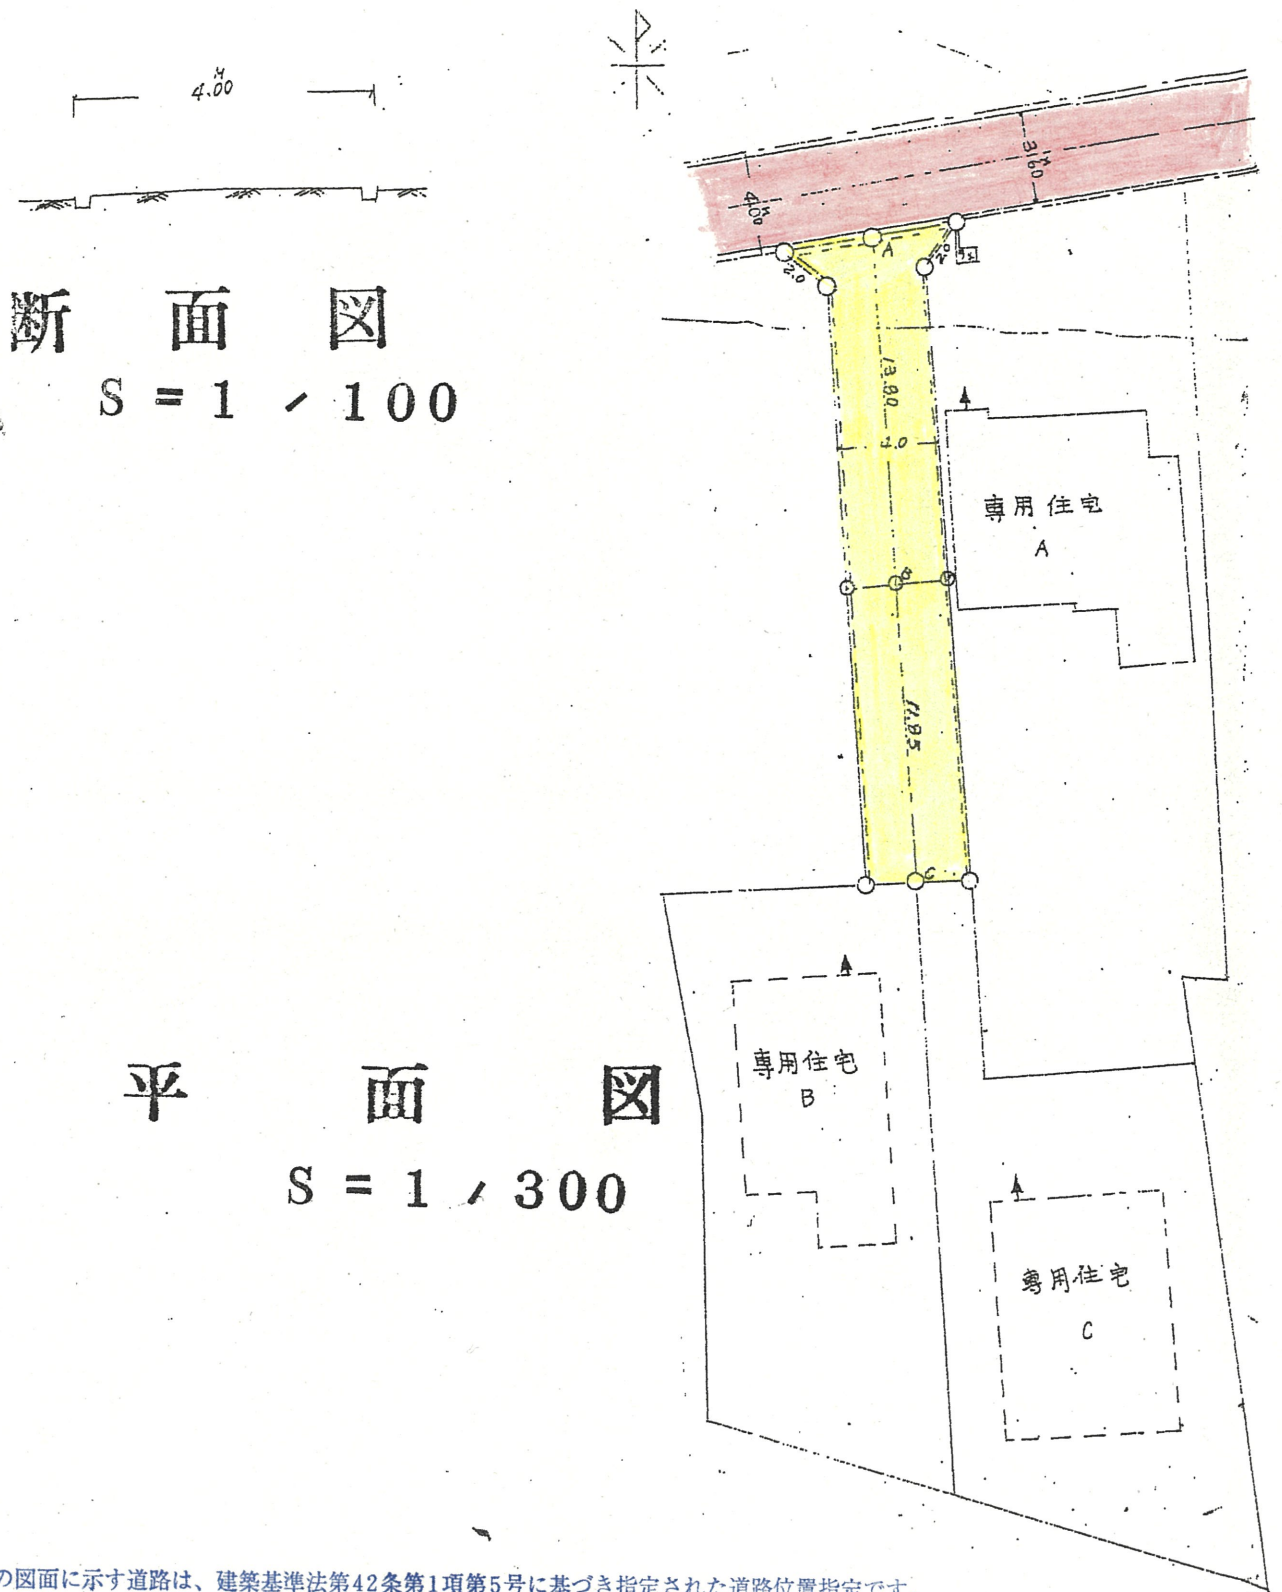 4.00M
断面図
S = 1 / 100
3.60M
4.00M
A
2.0
2.0
13.80
4.0
専用住宅
A
B
11.85
C
平面図
S = 1 / 300
専用住宅
B
専用住宅
C
の図面に示す道路は、建築基準法第42条第1項第5号に基づき指定された道路位置指定です